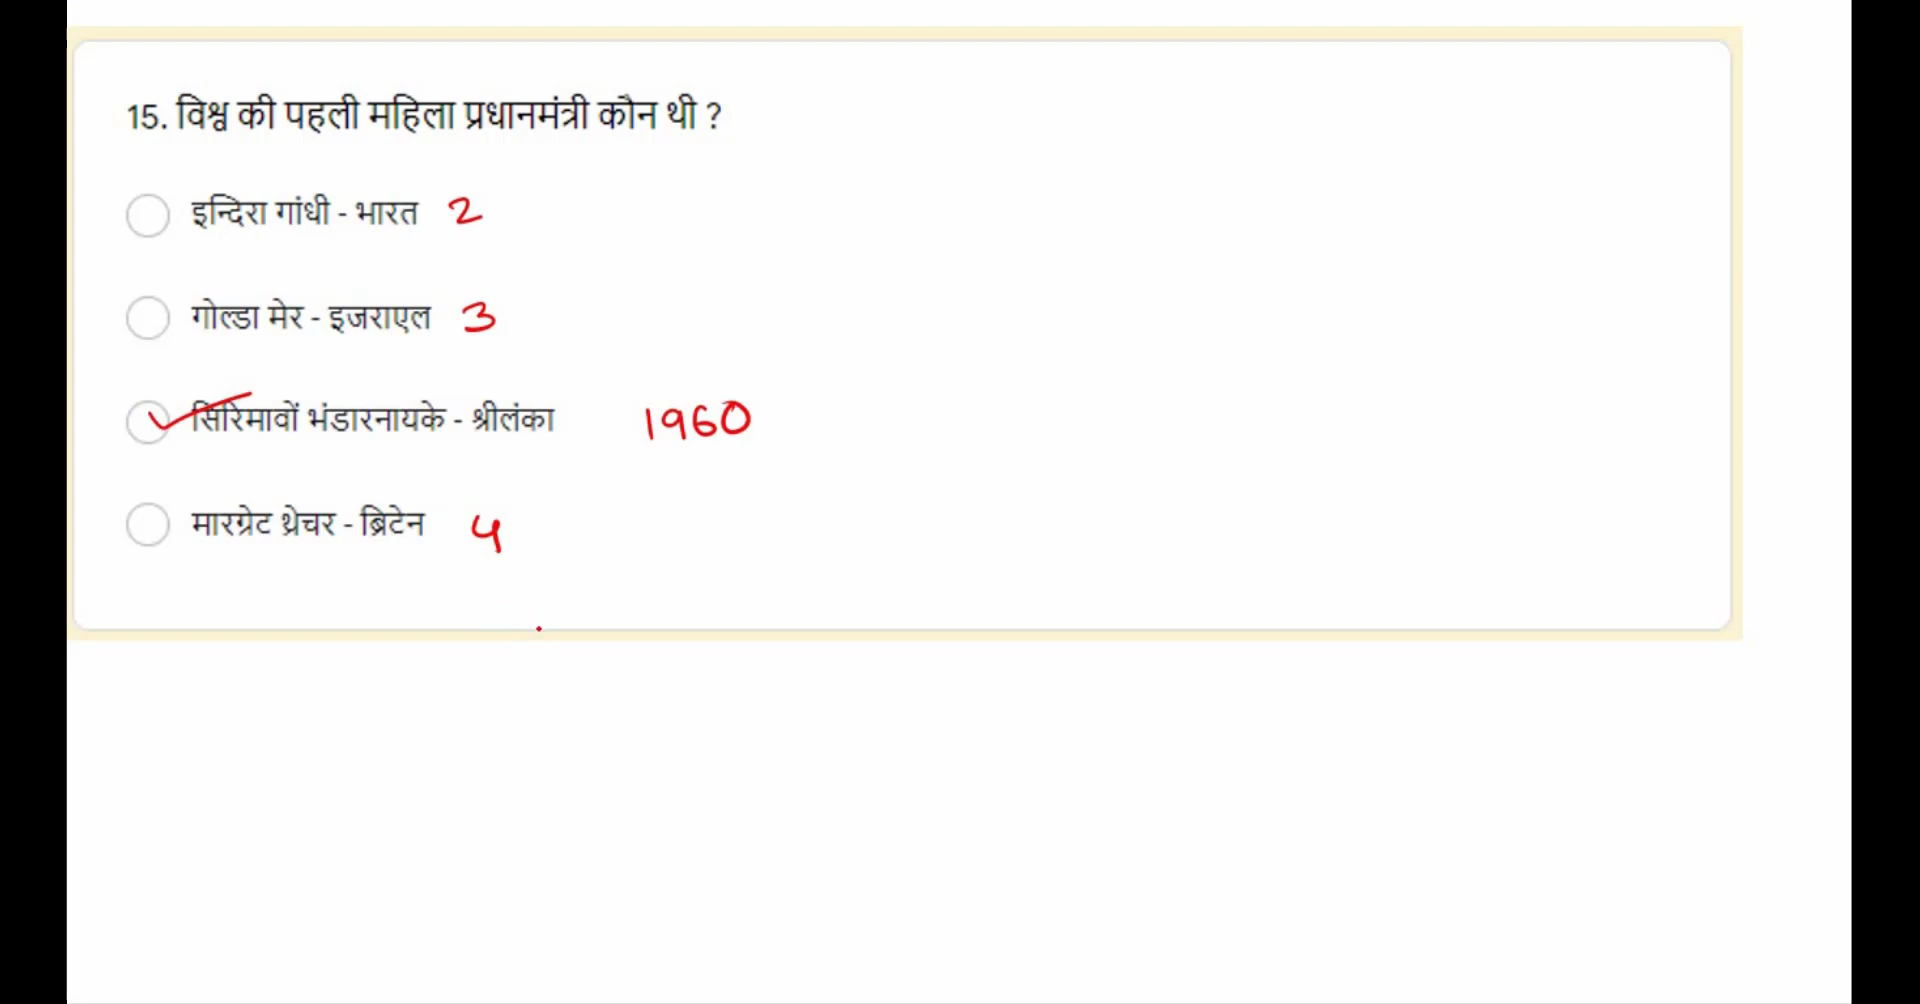 15. विश्व की पहली महिला प्रधानमंत्री कौन थी ?
इन्दिरा गांधी - भारत 2
गोल्डा मेर - इजराएल 3
सिरिमावों भंडारनायके - श्रीलंका 1960
मारग्रेट थ्रेचर - ब्रिटेन 4